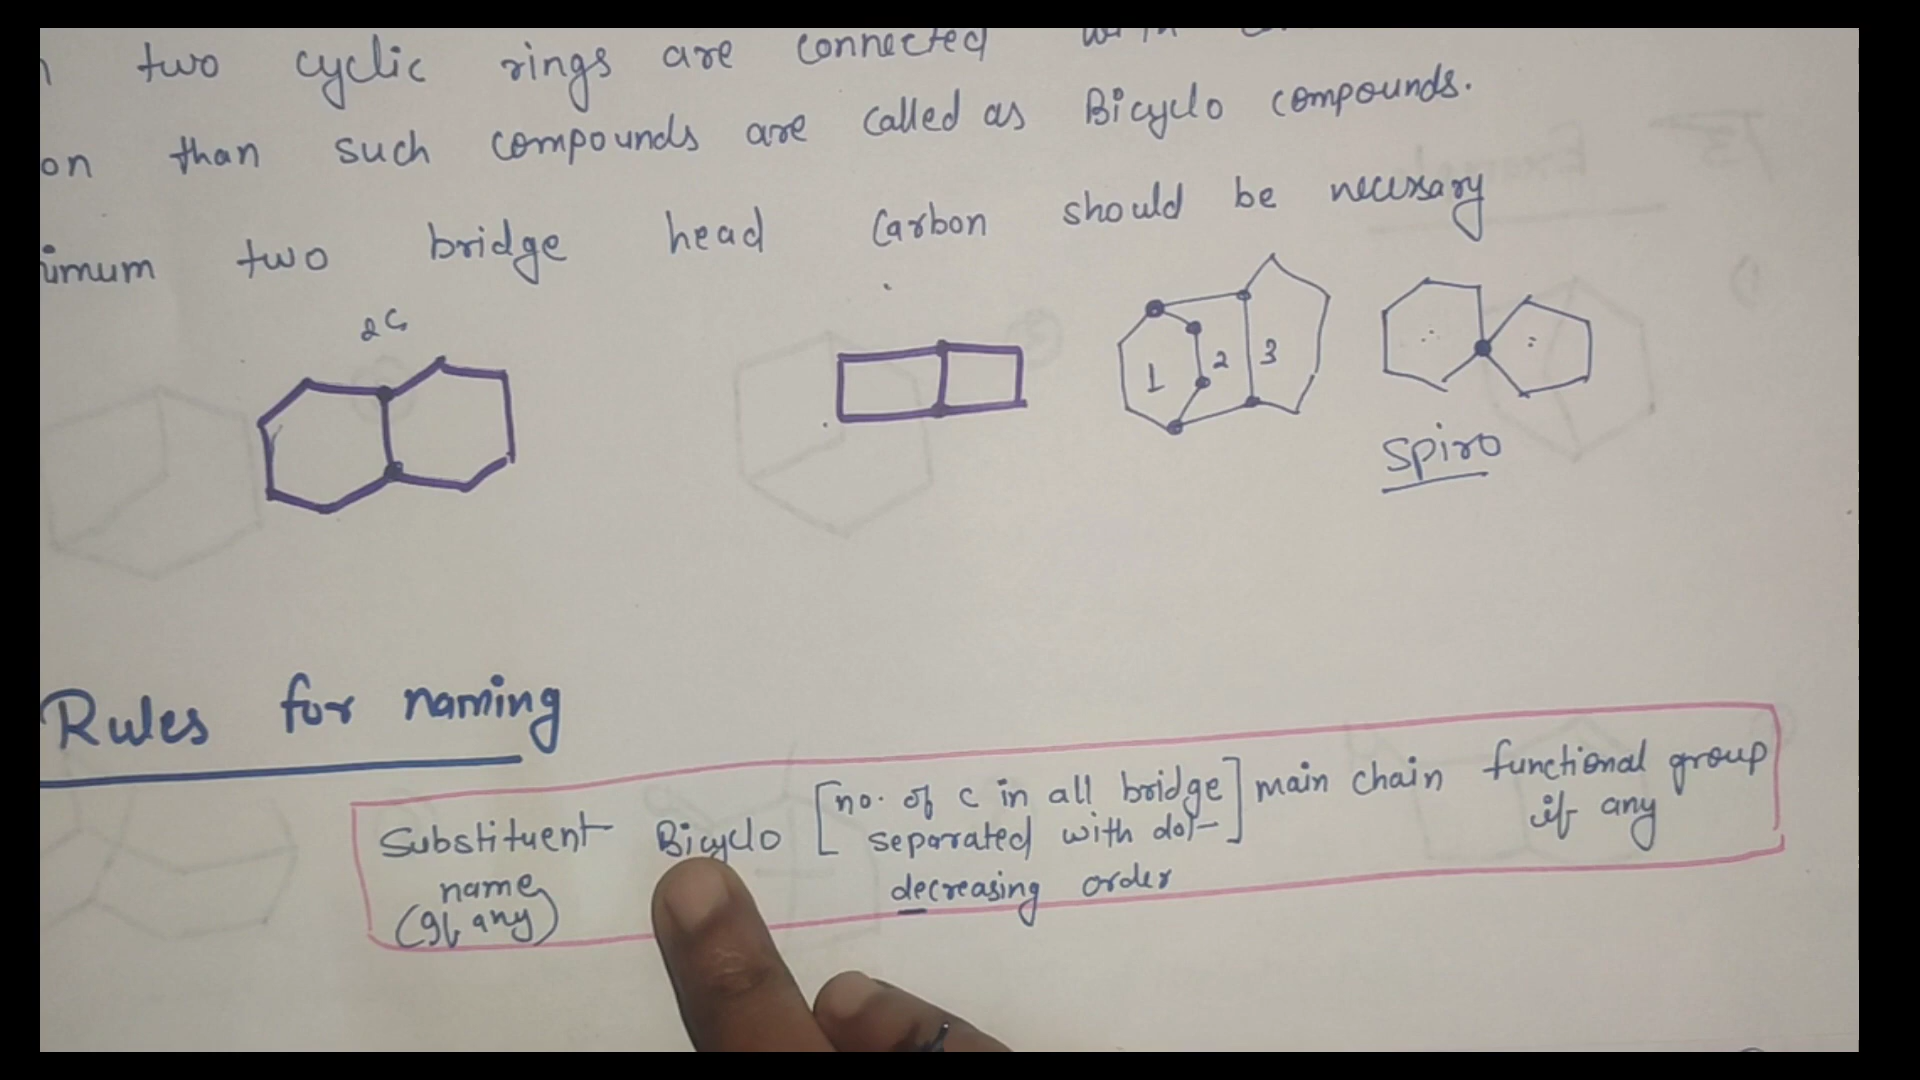 two cyclic rings are connected
on than such compounds are called as Bicyclo compounds.
imum two bridge head Carbon should be necessary
2C
1 2 3
Spiro
Rules for naming
Substituent Bicyclo [no. of c in all bridge] main chain functional group
separated with dot if any
name decreasing order
(If any)